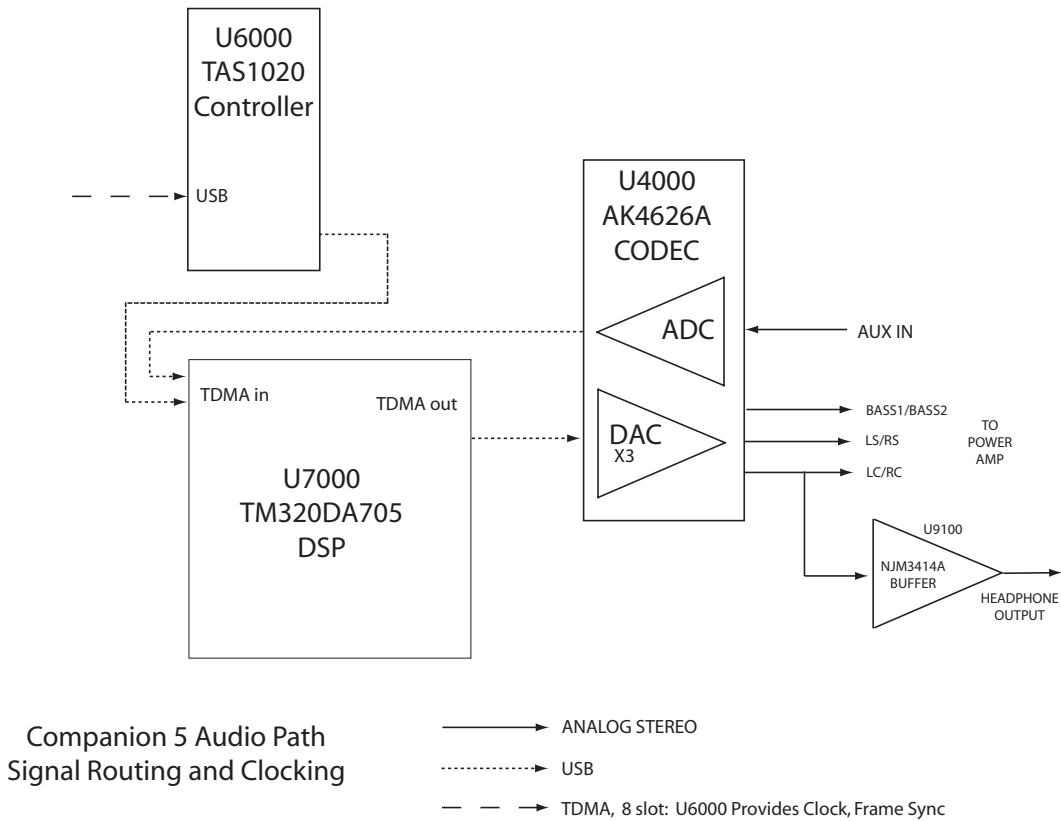 U6000
TAS1020
Controller
USB
U4000
AK4626A
CODEC
ADC
AUX IN
TDMA in
TDMA out
DAC
X3
BASS1/BASS2
LS/RS
LC/RC
TO
POWER
AMP
U7000
TM320DA705
DSP
U9100
NJM3414A
BUFFER
HEADPHONE
OUTPUT
Companion 5 Audio Path
Signal Routing and Clocking
ANALOG STEREO
USB
TDMA, 8 slot: U6000 Provides Clock, Frame Sync